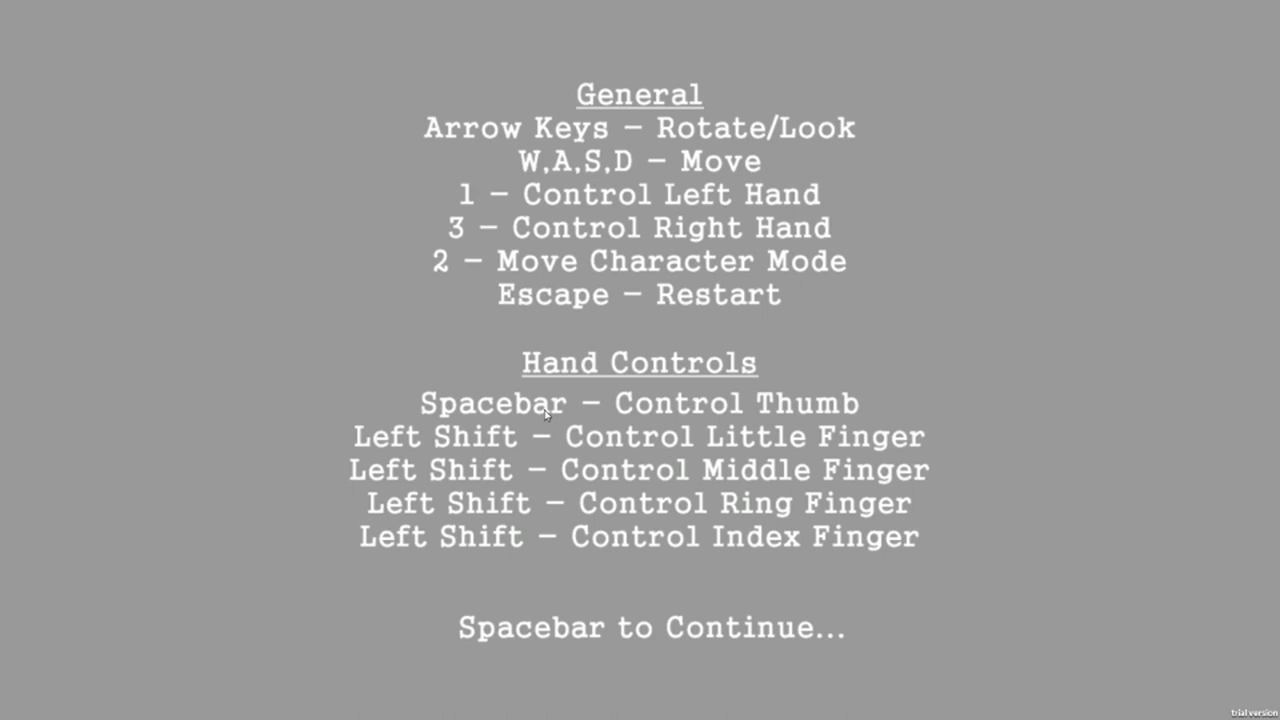 General
Arrow Keys – Rotate/Look
W,A,S,D – Move
1 – Control Left Hand
3 – Control Right Hand
2 – Move Character Mode
Escape – Restart
Hand Controls
Spacebar – Control Thumb
Left Shift – Control Little Finger
Left Shift – Control Middle Finger
Left Shift – Control Ring Finger
Left Shift – Control Index Finger
Spacebar to Continue...
trial version